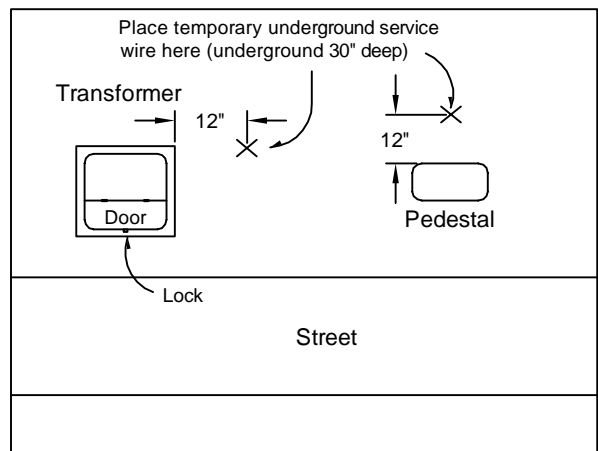 Place temporary underground service
wire here (underground 30" deep)
Transformer
12"
12"
Door
Pedestal
Lock
Street